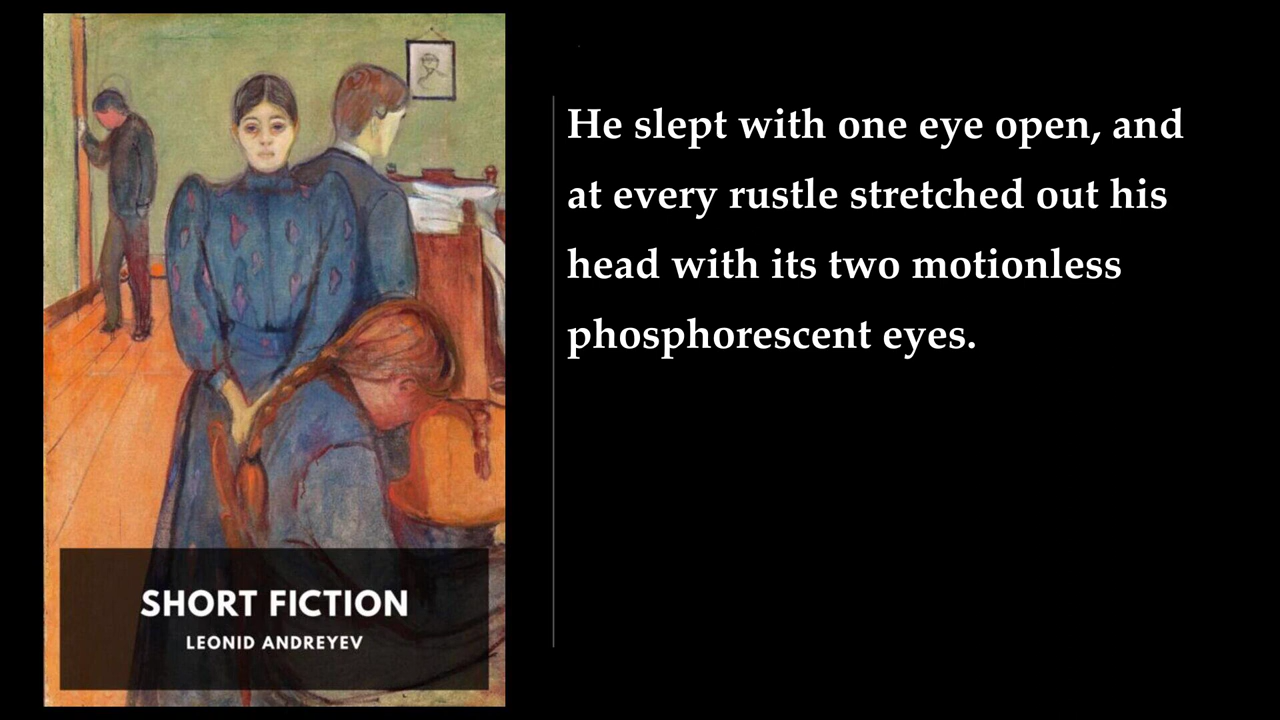 SHORT FICTION
LEONID ANDREYEV
He slept with one eye open, and
at every rustle stretched out his
head with its two motionless
phosphorescent eyes.